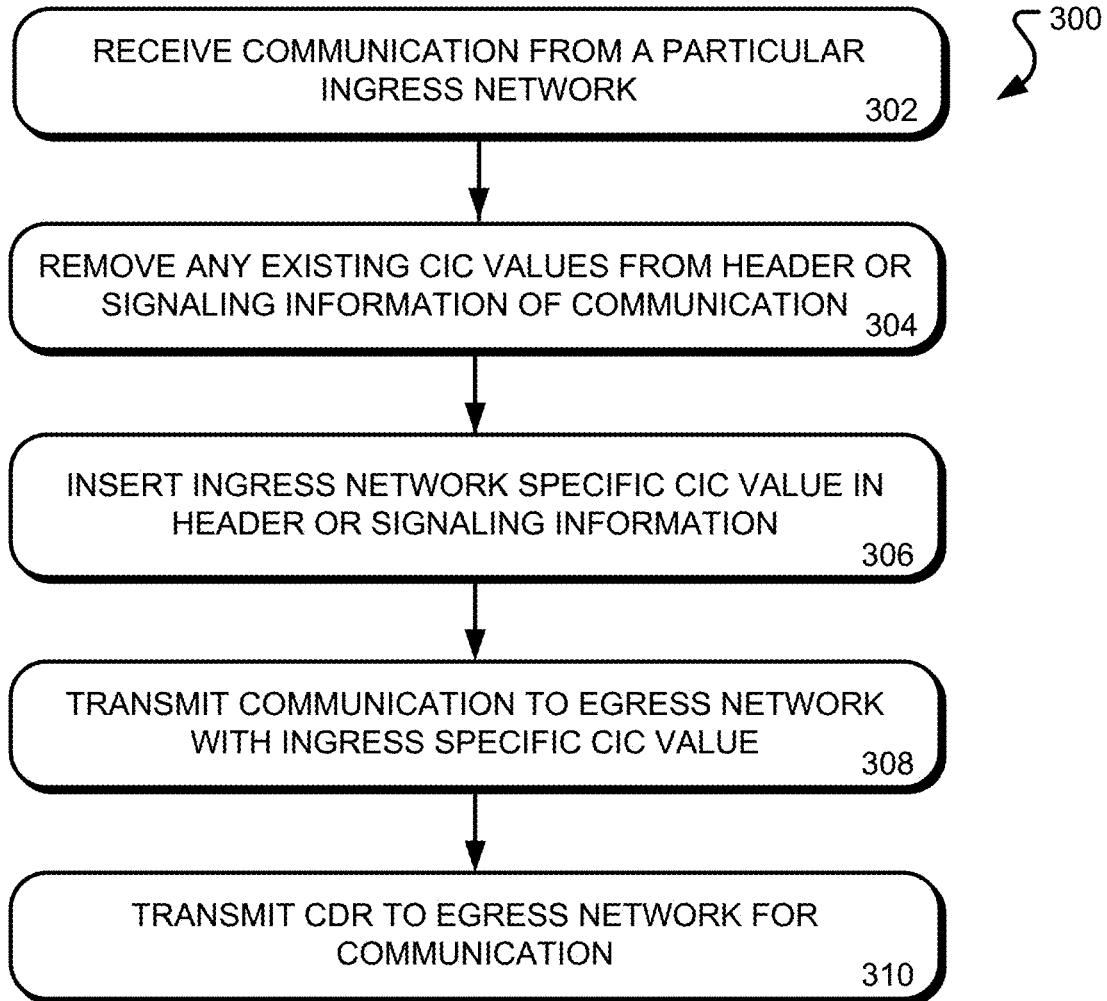 300
RECEIVE COMMUNICATION FROM A PARTICULAR
INGRESS NETWORK
302
REMOVE ANY EXISTING CIC VALUES FROM HEADER OR
SIGNALING INFORMATION OF COMMUNICATION
304
INSERT INGRESS NETWORK SPECIFIC CIC VALUE IN
HEADER OR SIGNALING INFORMATION
306
TRANSMIT COMMUNICATION TO EGRESS NETWORK
WITH INGRESS SPECIFIC CIC VALUE
308
TRANSMIT CDR TO EGRESS NETWORK FOR
COMMUNICATION
310